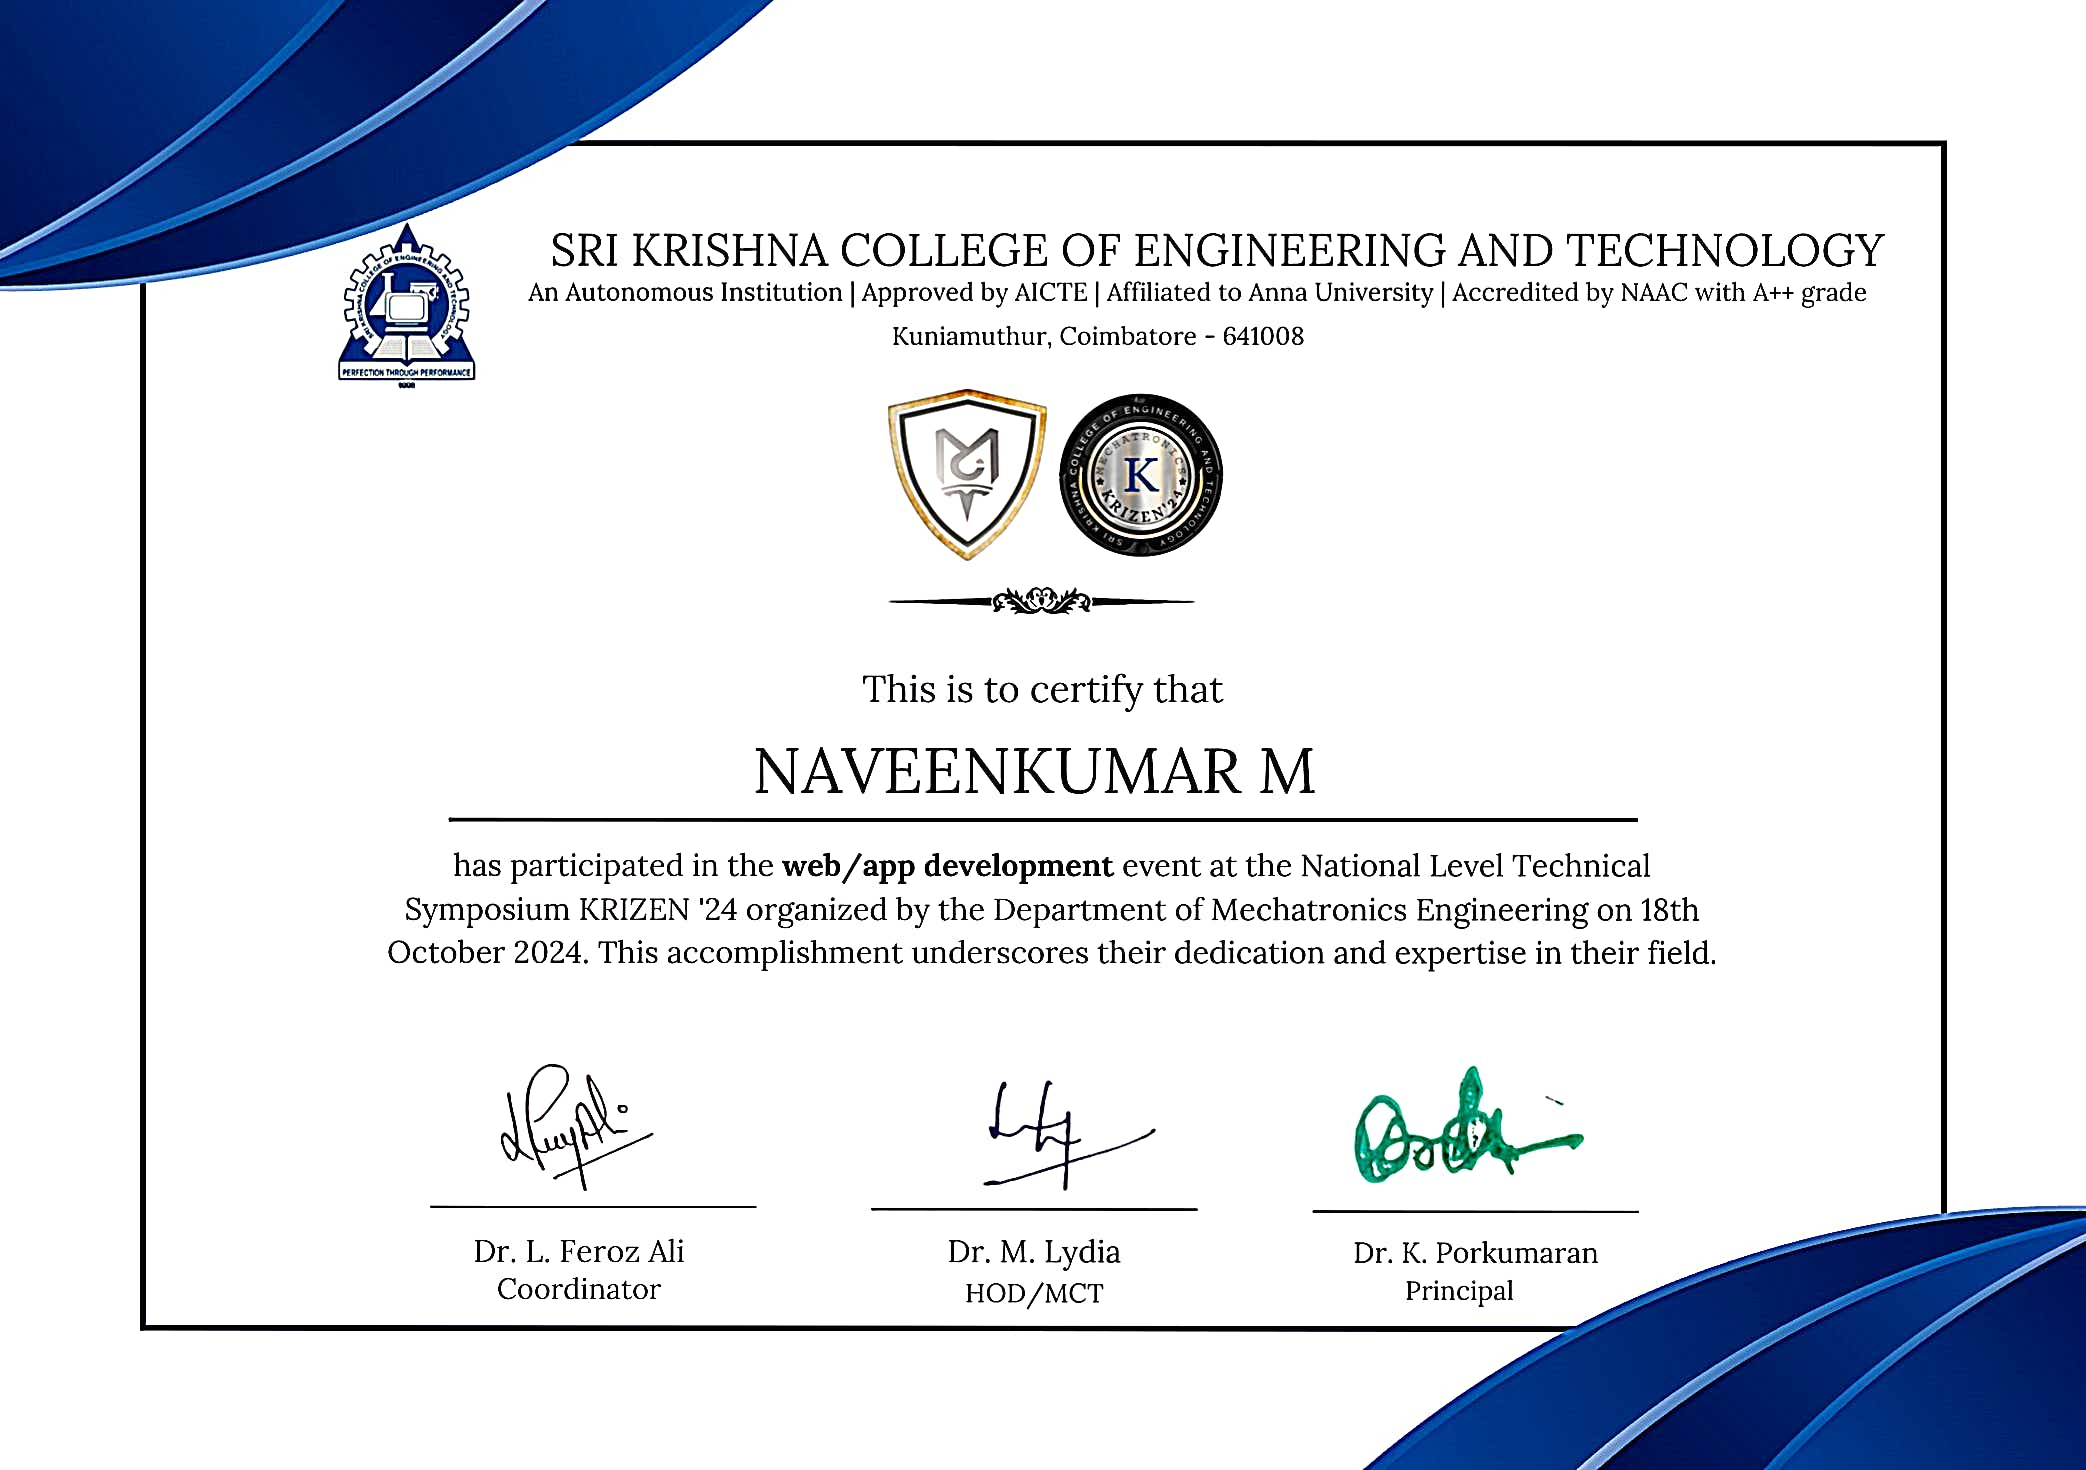 SRI KRISHNA COLLEGE OF ENGINEERING AND TECHNOLOGY
An Autonomous Institution | Approved by AICTE | Affiliated to Anna University | Accredited by NAAC with A++ grade
Kuniamuthur, Coimbatore - 641008
SRI KRISHNA COLLEGE OF ENGINEERING AND TECHNOLOGY
PERFECTION THROUGH PERFORMANCE
SRI KRISHNA COLLEGE OF ENGINEERING AND TECHNOLOGY
MECHATRONICS
K
KRIZEN'24
This is to certify that
NAVEENKUMAR M
has participated in the web/app development event at the National Level Technical
Symposium KRIZEN '24 organized by the Department of Mechatronics Engineering on 18th
October 2024. This accomplishment underscores their dedication and expertise in their field.
Dr. L. Feroz Ali
Coordinator
Dr. M. Lydia
HOD/MCT
Dr. K. Porkumaran
Principal